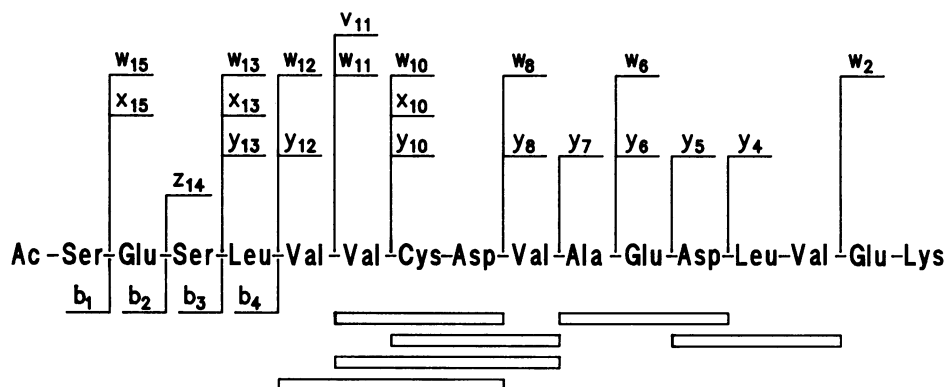 v11
w15 w13 w12 w11 w10 w8 w6 w2
x15 x13 x10
y13 y12 y10 y8 y7 y6 y5 y4
z14
Ac-Ser-Glu-Ser-Leu-Val-Val-Cys-Asp-Val-Ala-Glu-Asp-Leu-Val-Glu-Lys
b1 b2 b3 b4